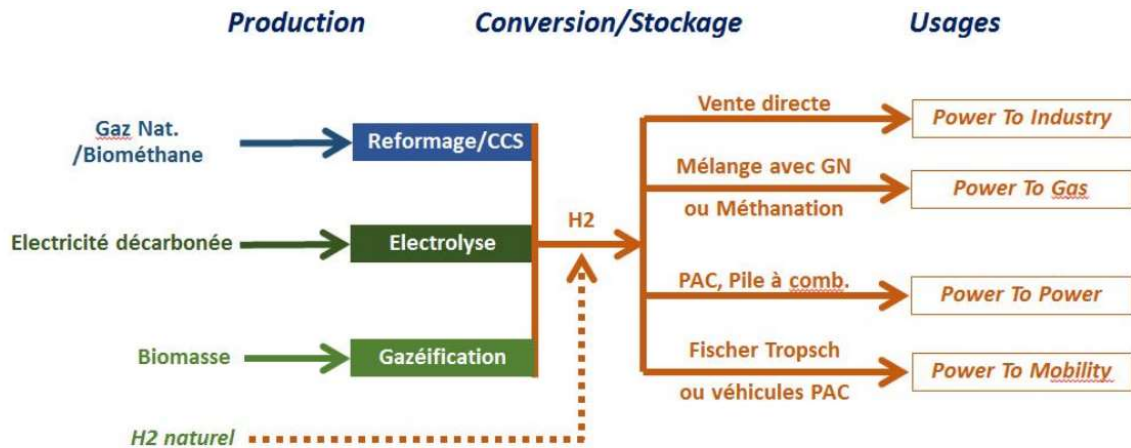 Production
Conversion/Stockage
Usages
Gaz Nat.
/Biométhane
Reformage/CCS
Electricité décarbonée
Electrolyse
Biomasse
Gazéification
H2 naturel
H2
Vente directe
Power To Industry
Mélange avec GN
ou Méthanation
Power To Gas
PAC, Pile à comb.
Power To Power
Fischer Tropsch
ou véhicules PAC
Power To Mobility